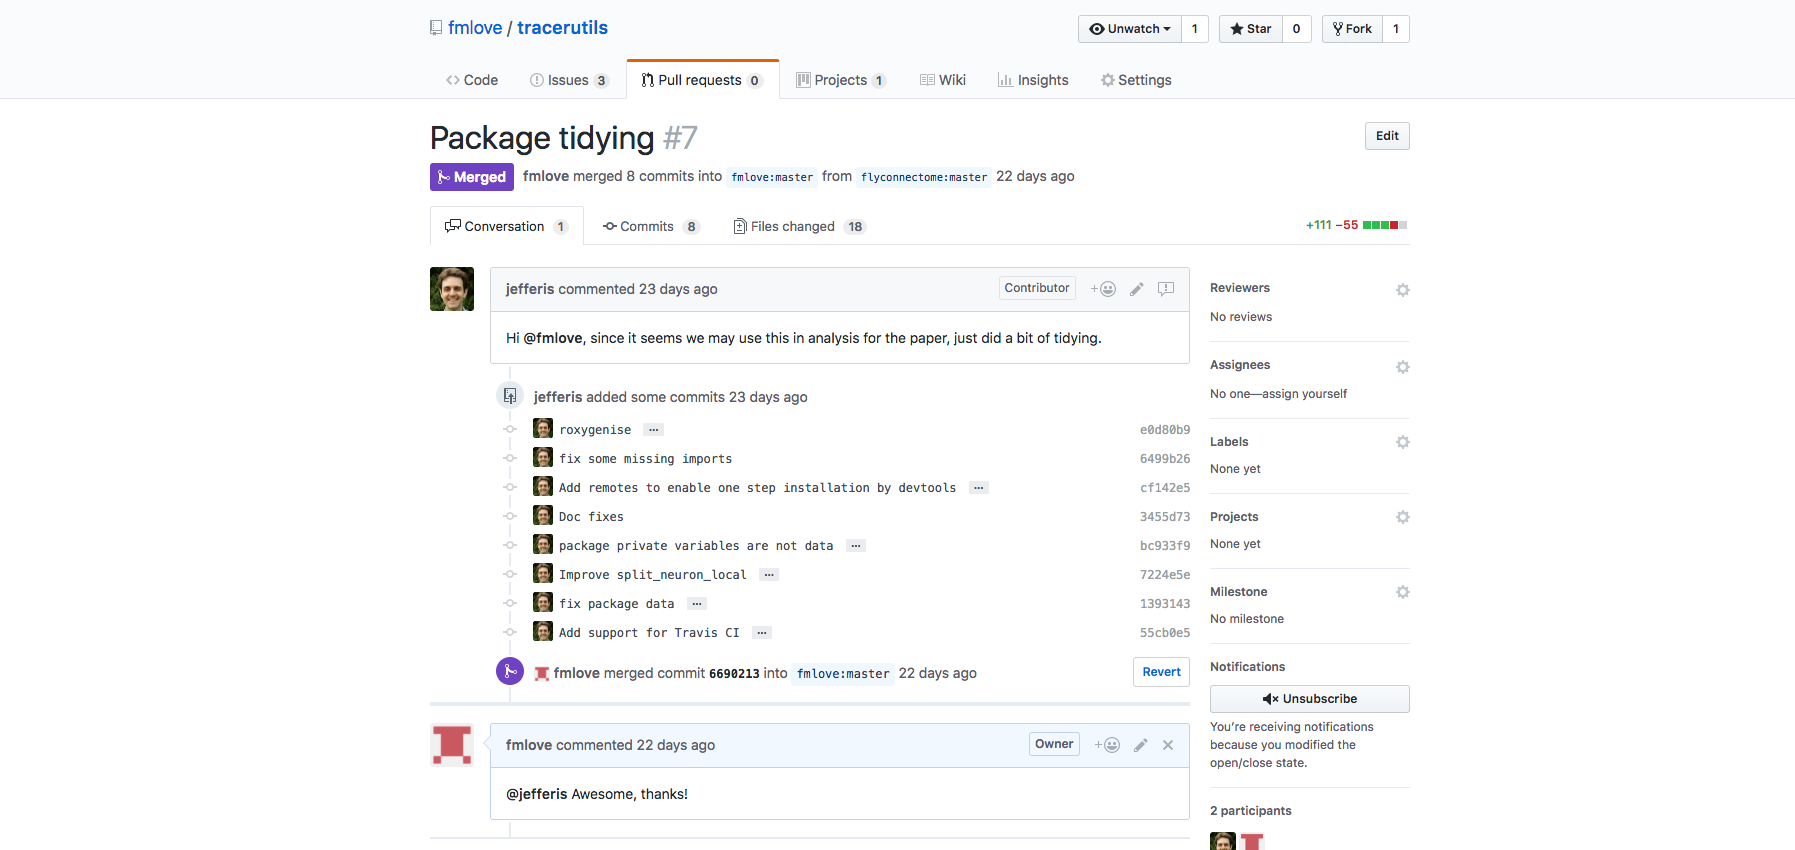 fmlove / tracerutils
Unwatch 1 Star 0 Fork 1
Code Issues 3 Pull requests 0 Projects 1 Wiki Insights Settings
Package tidying #7
Edit
Merged fmlove merged 8 commits into fmlove:master from flyconnectome:master 22 days ago
Conversation 1 Commits 8 Files changed 18 +111 −55
jefferis commented 23 days ago Contributor
Hi @fmlove, since it seems we may use this in analysis for the paper, just did a bit of tidying.
jefferis added some commits 23 days ago
roxygenise ... e0d80b9
fix some missing imports 6499b26
Add remotes to enable one step installation by devtools ... cf142e5
Doc fixes 3455d73
package private variables are not data ... bc933f9
Improve split_neuron_local ... 7224e5e
fix package data ... 1393143
Add support for Travis CI ... 55cb0e5
fmlove merged commit 6690213 into fmlove:master 22 days ago Revert
fmlove commented 22 days ago Owner
@jefferis Awesome, thanks!
Reviewers
No reviews
Assignees
No one—assign yourself
Labels
None yet
Projects
None yet
Milestone
No milestone
Notifications
Unsubscribe
You’re receiving notifications
because you modified the
open/close state.
2 participants